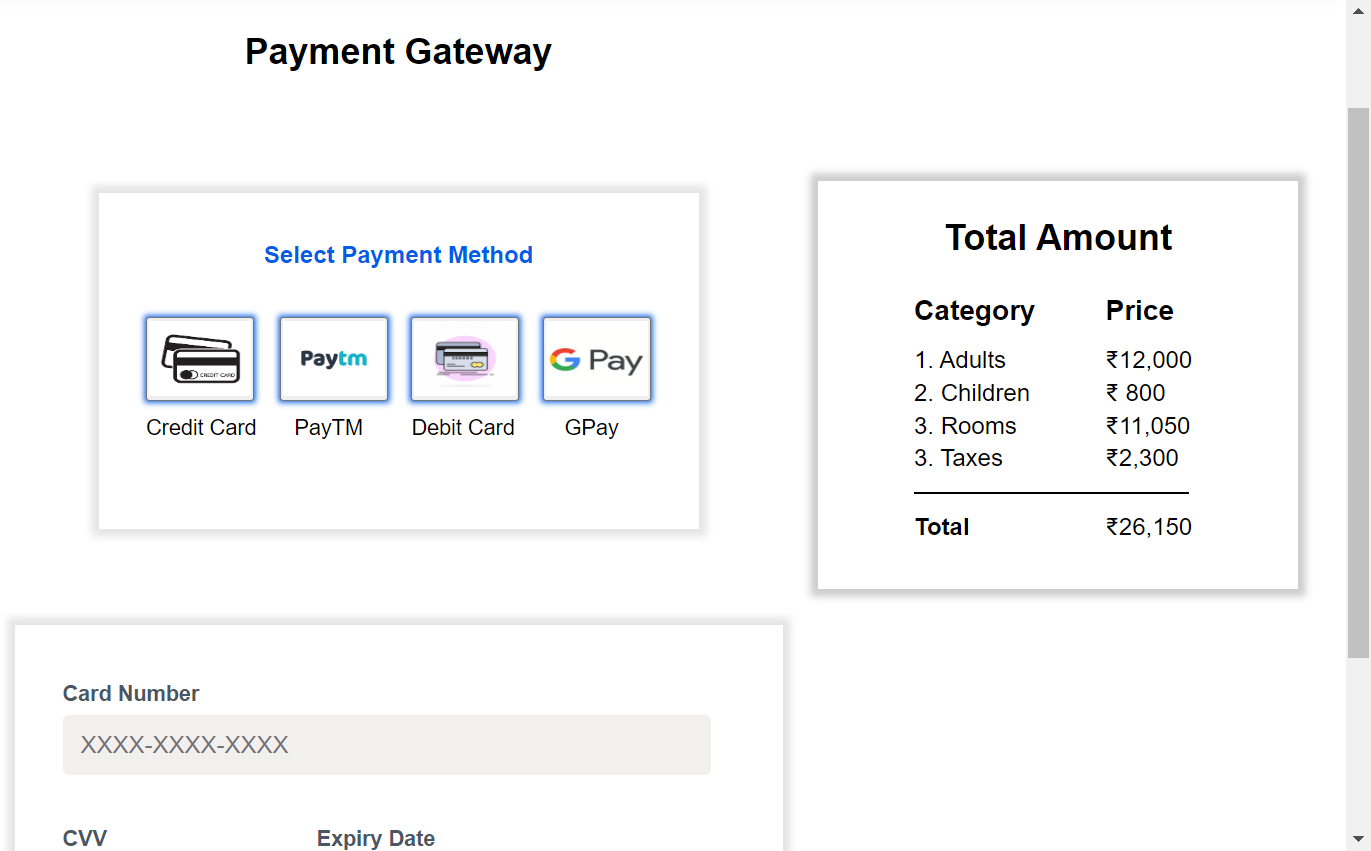 Payment Gateway
Select Payment Method
CREDIT CARD
Paytm
G Pay
Credit Card PayTM Debit Card GPay
Total Amount
Category Price
1. Adults ₹12,000
2. Children ₹ 800
3. Rooms ₹11,050
3. Taxes ₹2,300
Total ₹26,150
Card Number
XXXX-XXXX-XXXX
CVV Expiry Date